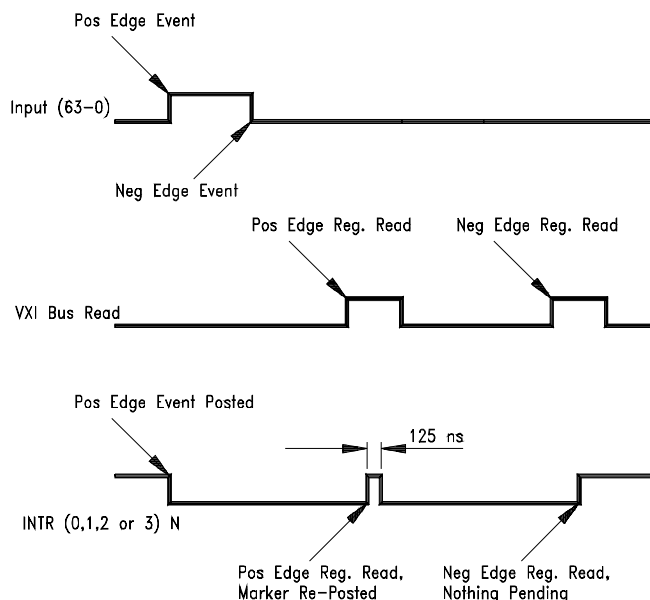 Pos Edge Event
Input (63-0)
Neg Edge Event
Pos Edge Reg. Read
Neg Edge Reg. Read
VXI Bus Read
Pos Edge Event Posted
125 ns
INTR (0,1,2 or 3) N
Pos Edge Reg. Read,
Marker Re-Posted
Neg Edge Reg. Read,
Nothing Pending